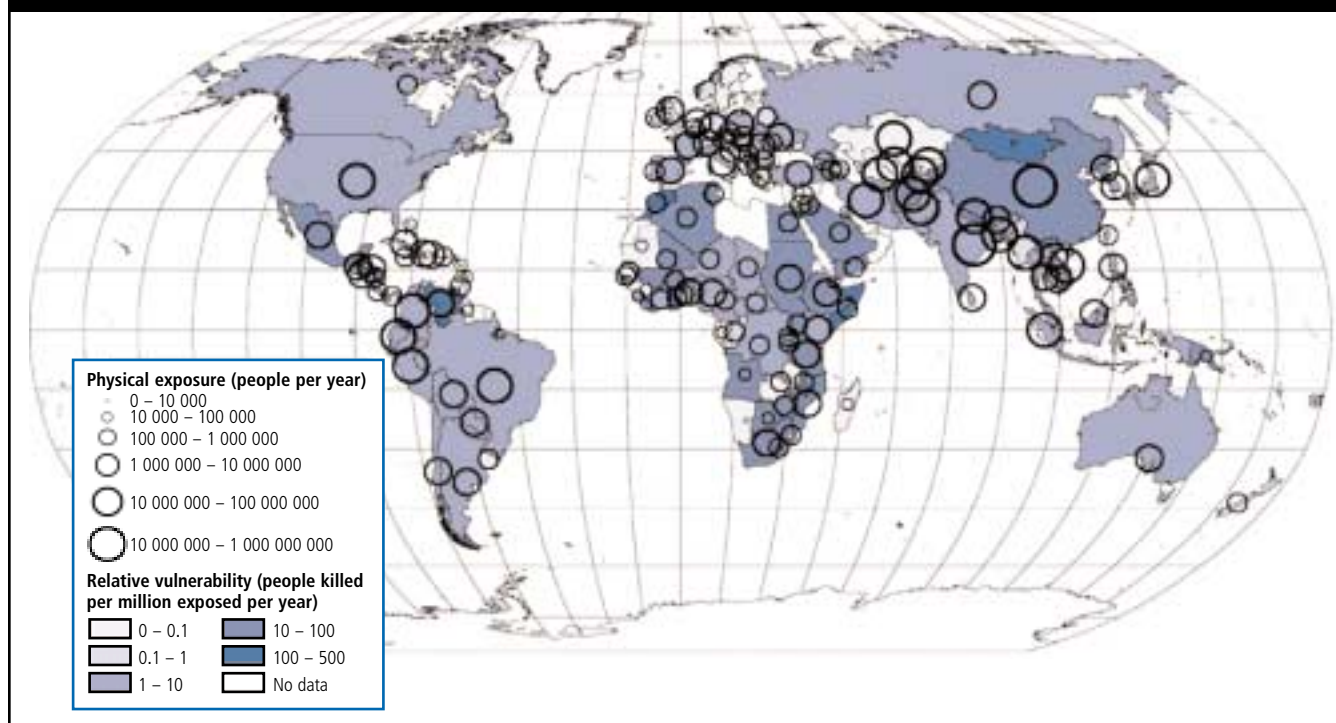 Physical exposure (people per year)
0 – 10 000
10 000 – 100 000
100 000 – 1 000 000
1 000 000 – 10 000 000
10 000 000 – 100 000 000
10 000 000 – 1 000 000 000
Relative vulnerability (people killed
per million exposed per year)
0 – 0.1
10 – 100
0.1 – 1
100 – 500
1 – 10
No data